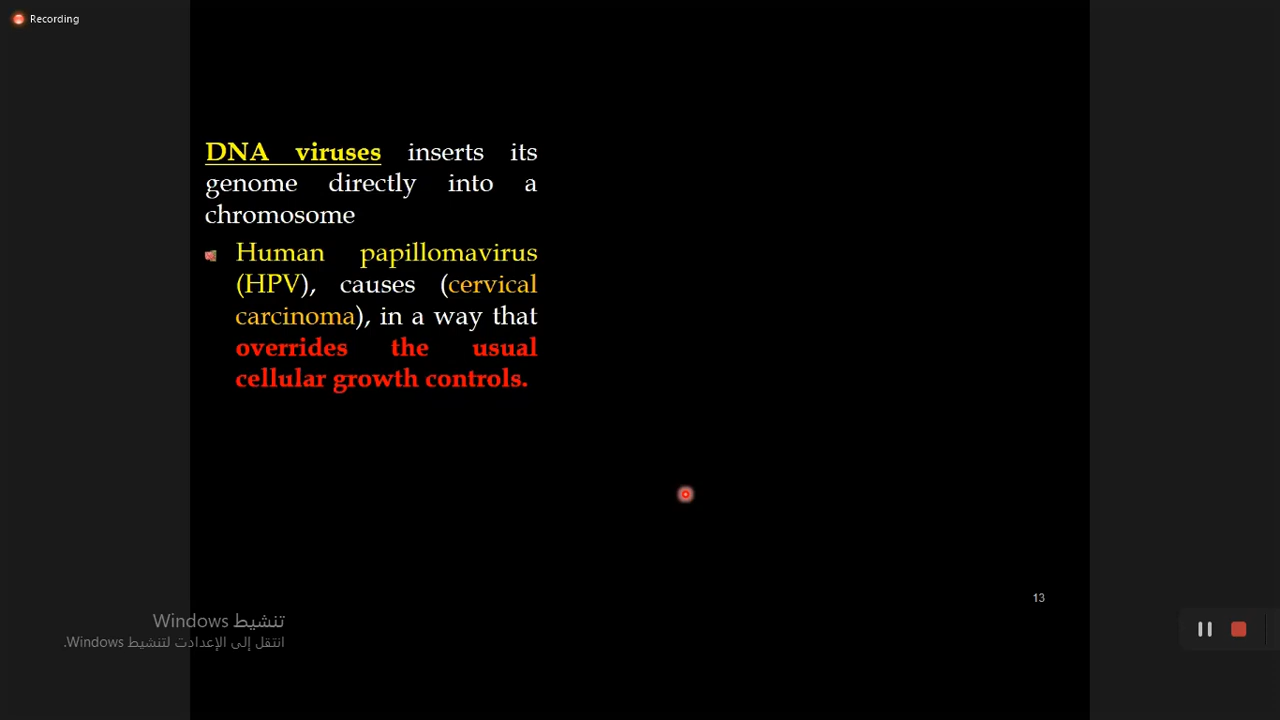 Recording
DNA viruses inserts its
genome directly into a
chromosome
Human papillomavirus
(HPV), causes (cervical
carcinoma), in a way that
overrides the usual
cellular growth controls.
13
تنشيط Windows
انتقل إلى الإعدادت لتنشيط Windows.